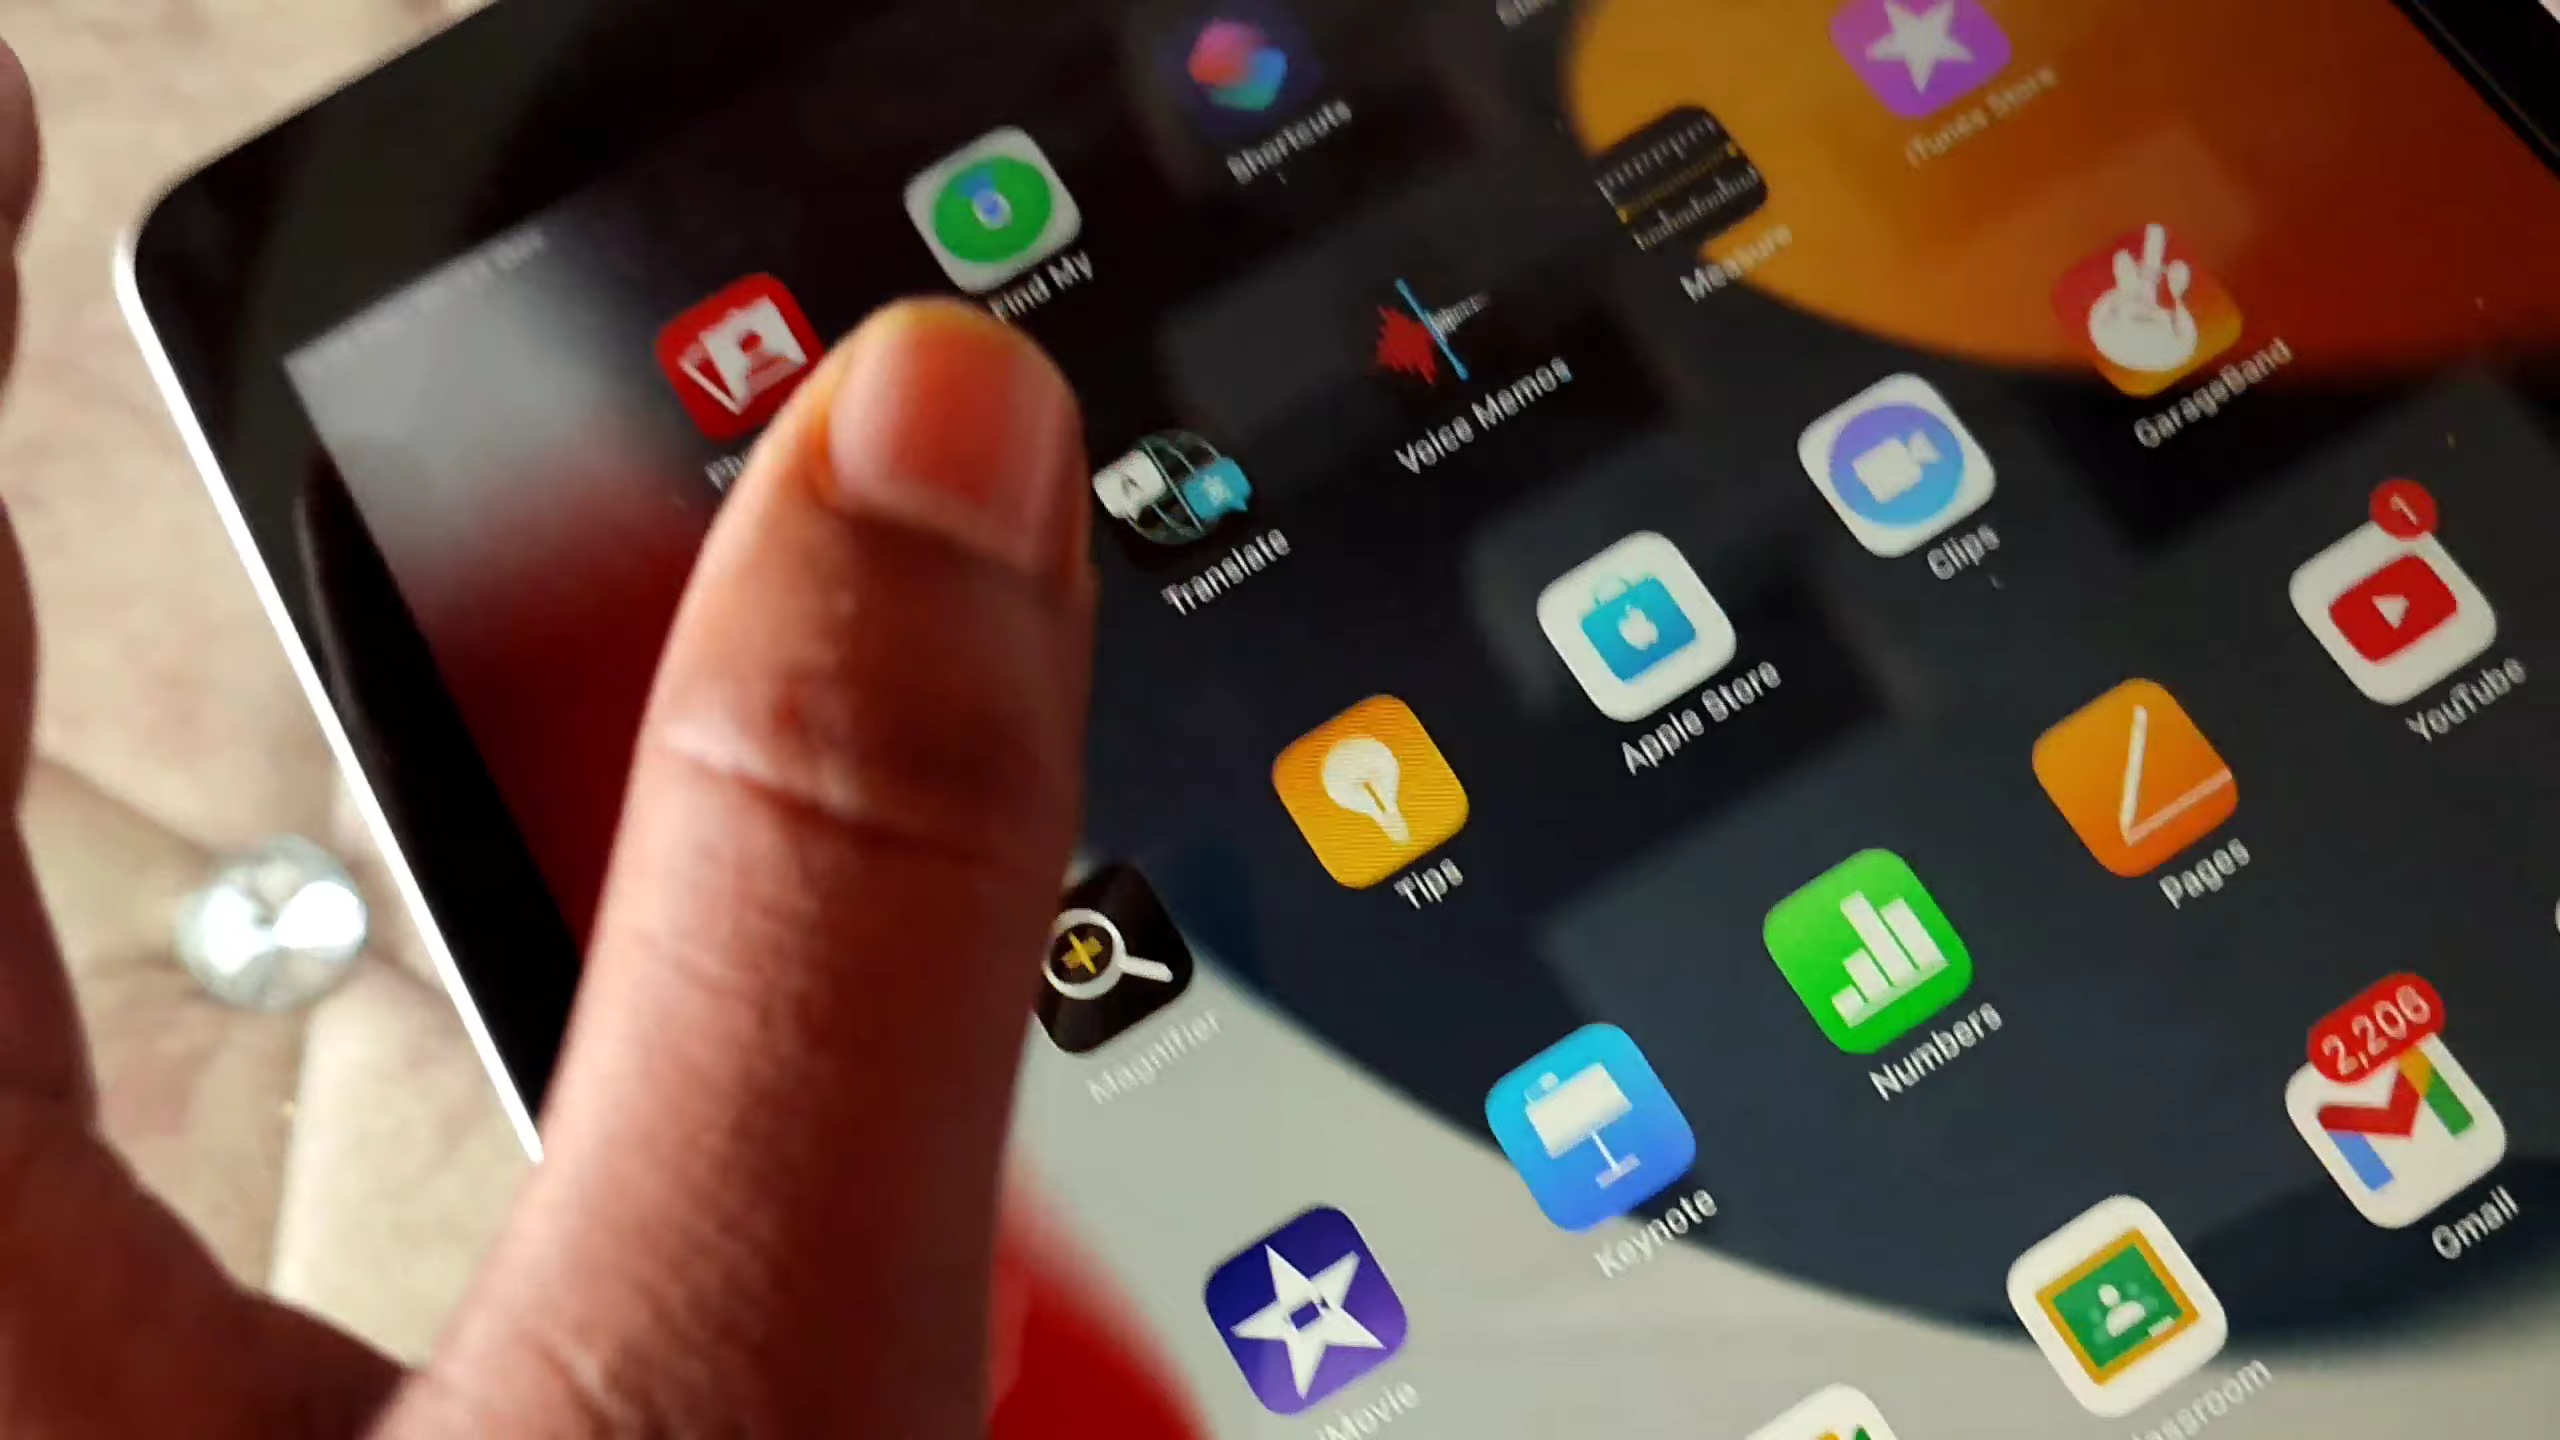 Shortcuts
iTunes Store
Find My
Measure
Voice Memos
GarageBand
Translate
Clips
1
Apple Store
YouTube
Tips
Pages
Magnifier
Numbers
2,206
Keynote
Gmail
iMovie